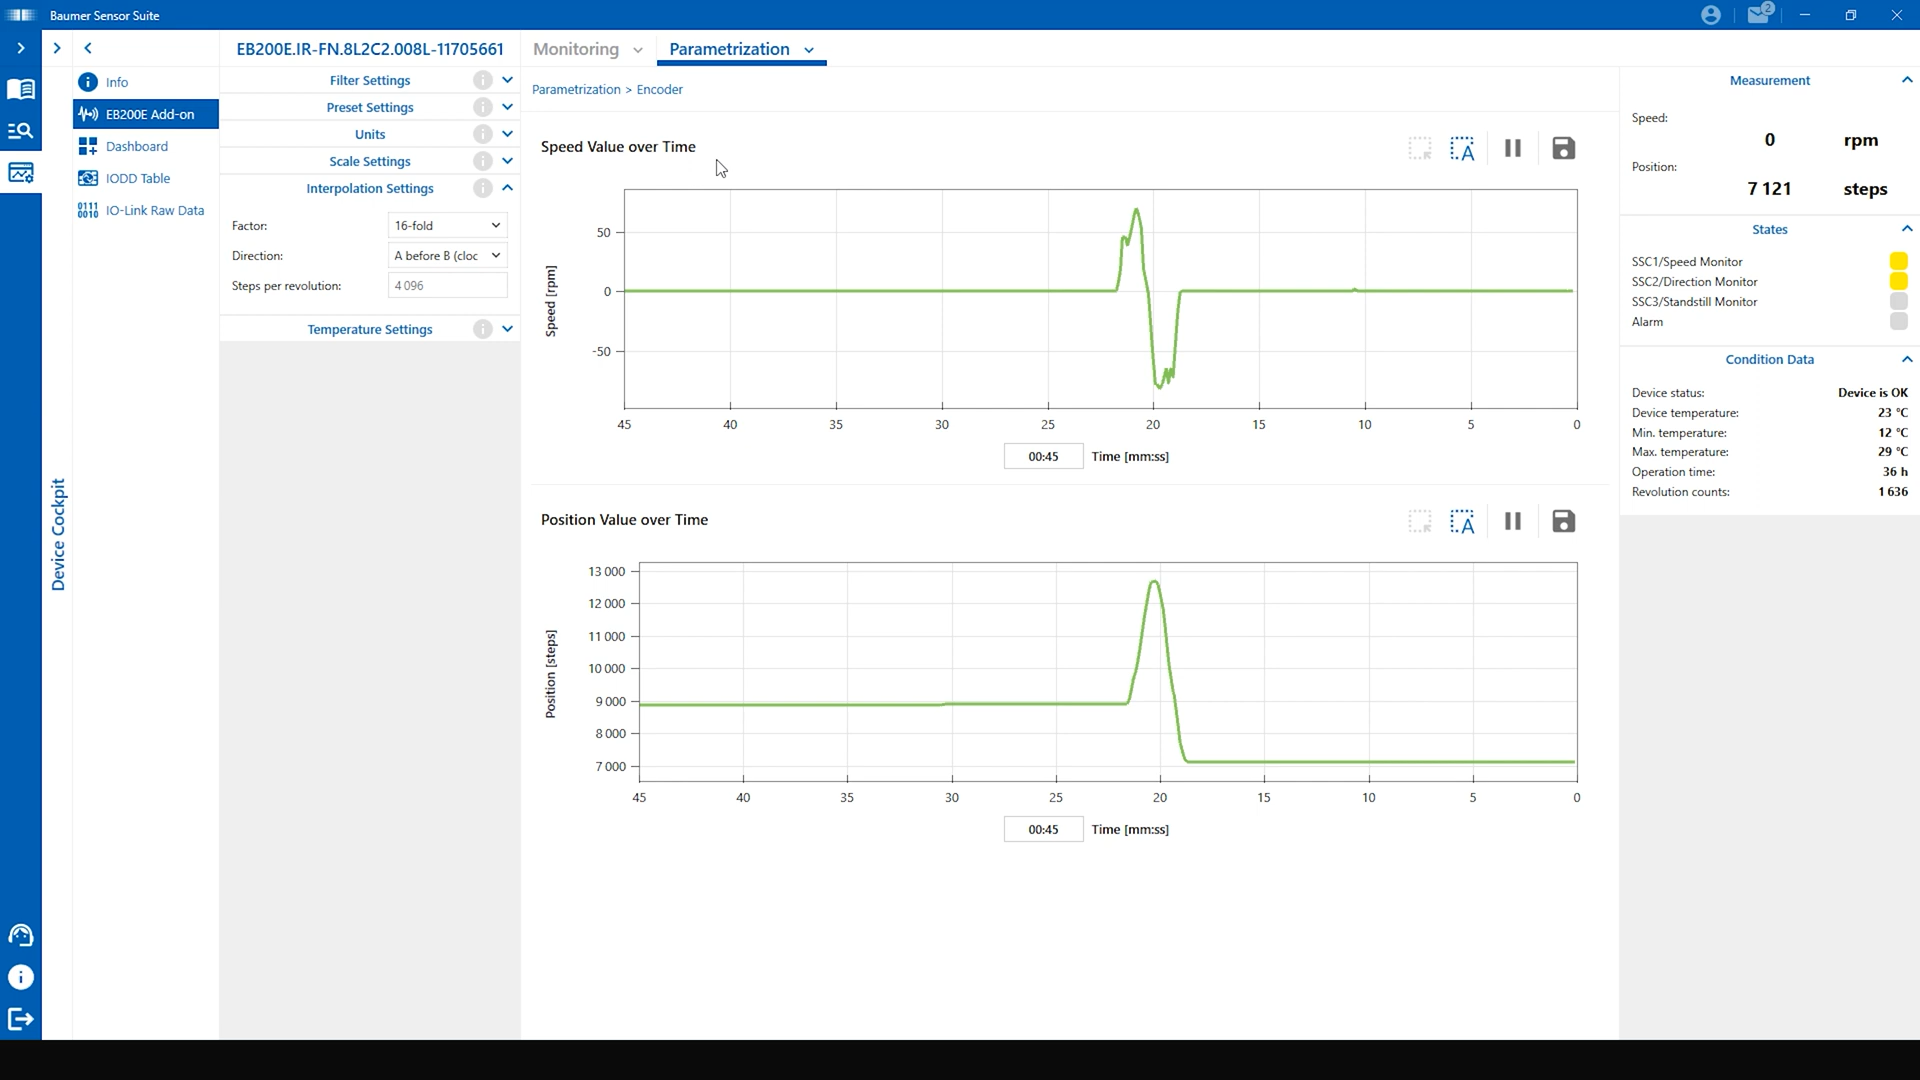 Baumer Sensor Suite
2
EB200E.IR-FN.8L2C2.008L-11705661
Monitoring
Parametrization
Info
EB200E Add-on
Dashboard
IODD Table
IO-Link Raw Data
Device Cockpit
Filter Settings
Preset Settings
Units
Scale Settings
Interpolation Settings
Factor: 16-fold
Direction: A before B (cloc
Steps per revolution: 4 096
Temperature Settings
Parametrization > Encoder
Speed Value over Time
A
Speed [rpm]
50
0
-50
45 40 35 30 25 20 15 10 5 0
00:45 Time [mm:ss]
Position Value over Time
A
Position [steps]
13 000
12 000
11 000
10 000
9 000
8 000
7 000
45 40 35 30 25 20 15 10 5 0
00:45 Time [mm:ss]
Measurement
Speed:
0 rpm
Position:
7 121 steps
States
SSC1/Speed Monitor
SSC2/Direction Monitor
SSC3/Standstill Monitor
Alarm
Condition Data
Device status: Device is OK
Device temperature: 23 °C
Min. temperature: 12 °C
Max. temperature: 29 °C
Operation time: 36 h
Revolution counts: 1 636